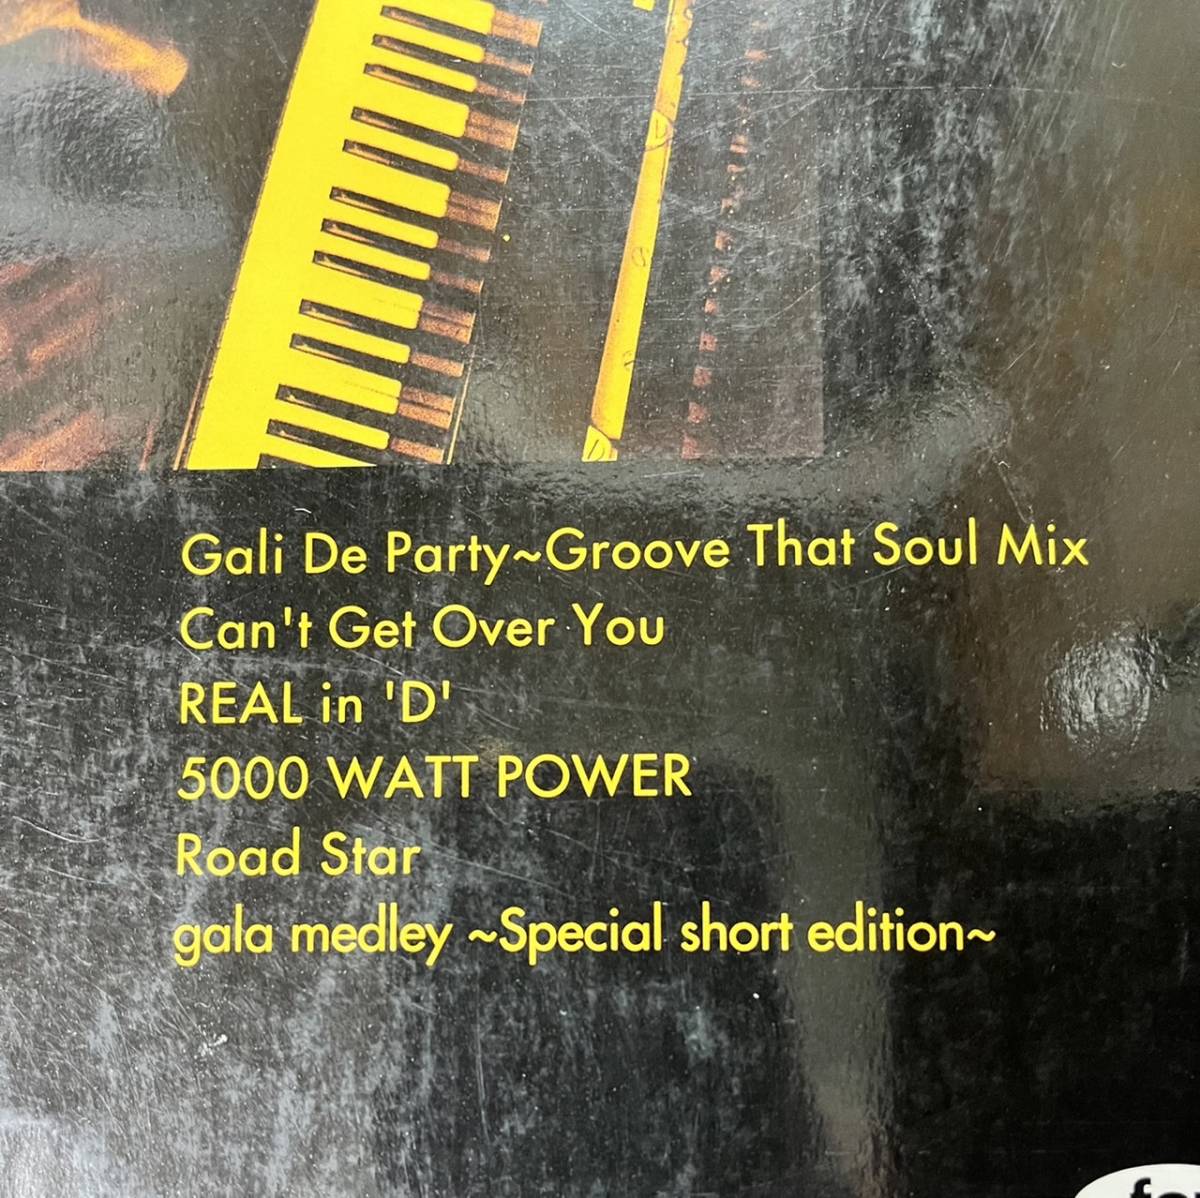 Gali De Party~Groove That Soul Mix
Can't Get Over You
REAL in 'D'
5000 WATT POWER
Road Star
gala medley ~Special short edition~